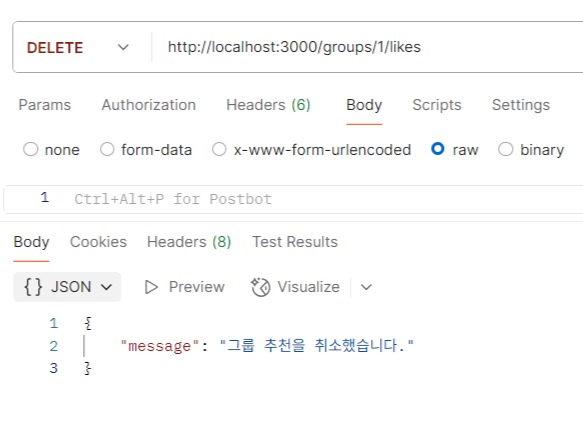 DELETE http://localhost:3000/groups/1/likes
Params Authorization Headers (6) Body Scripts Settings
none form-data x-www-form-urlencoded raw binary
1 Ctrl+Alt+P for Postbot
Body Cookies Headers (8) Test Results
{} JSON Preview Visualize
1 {
2 "message": "그룹 추천을 취소했습니다."
3 }